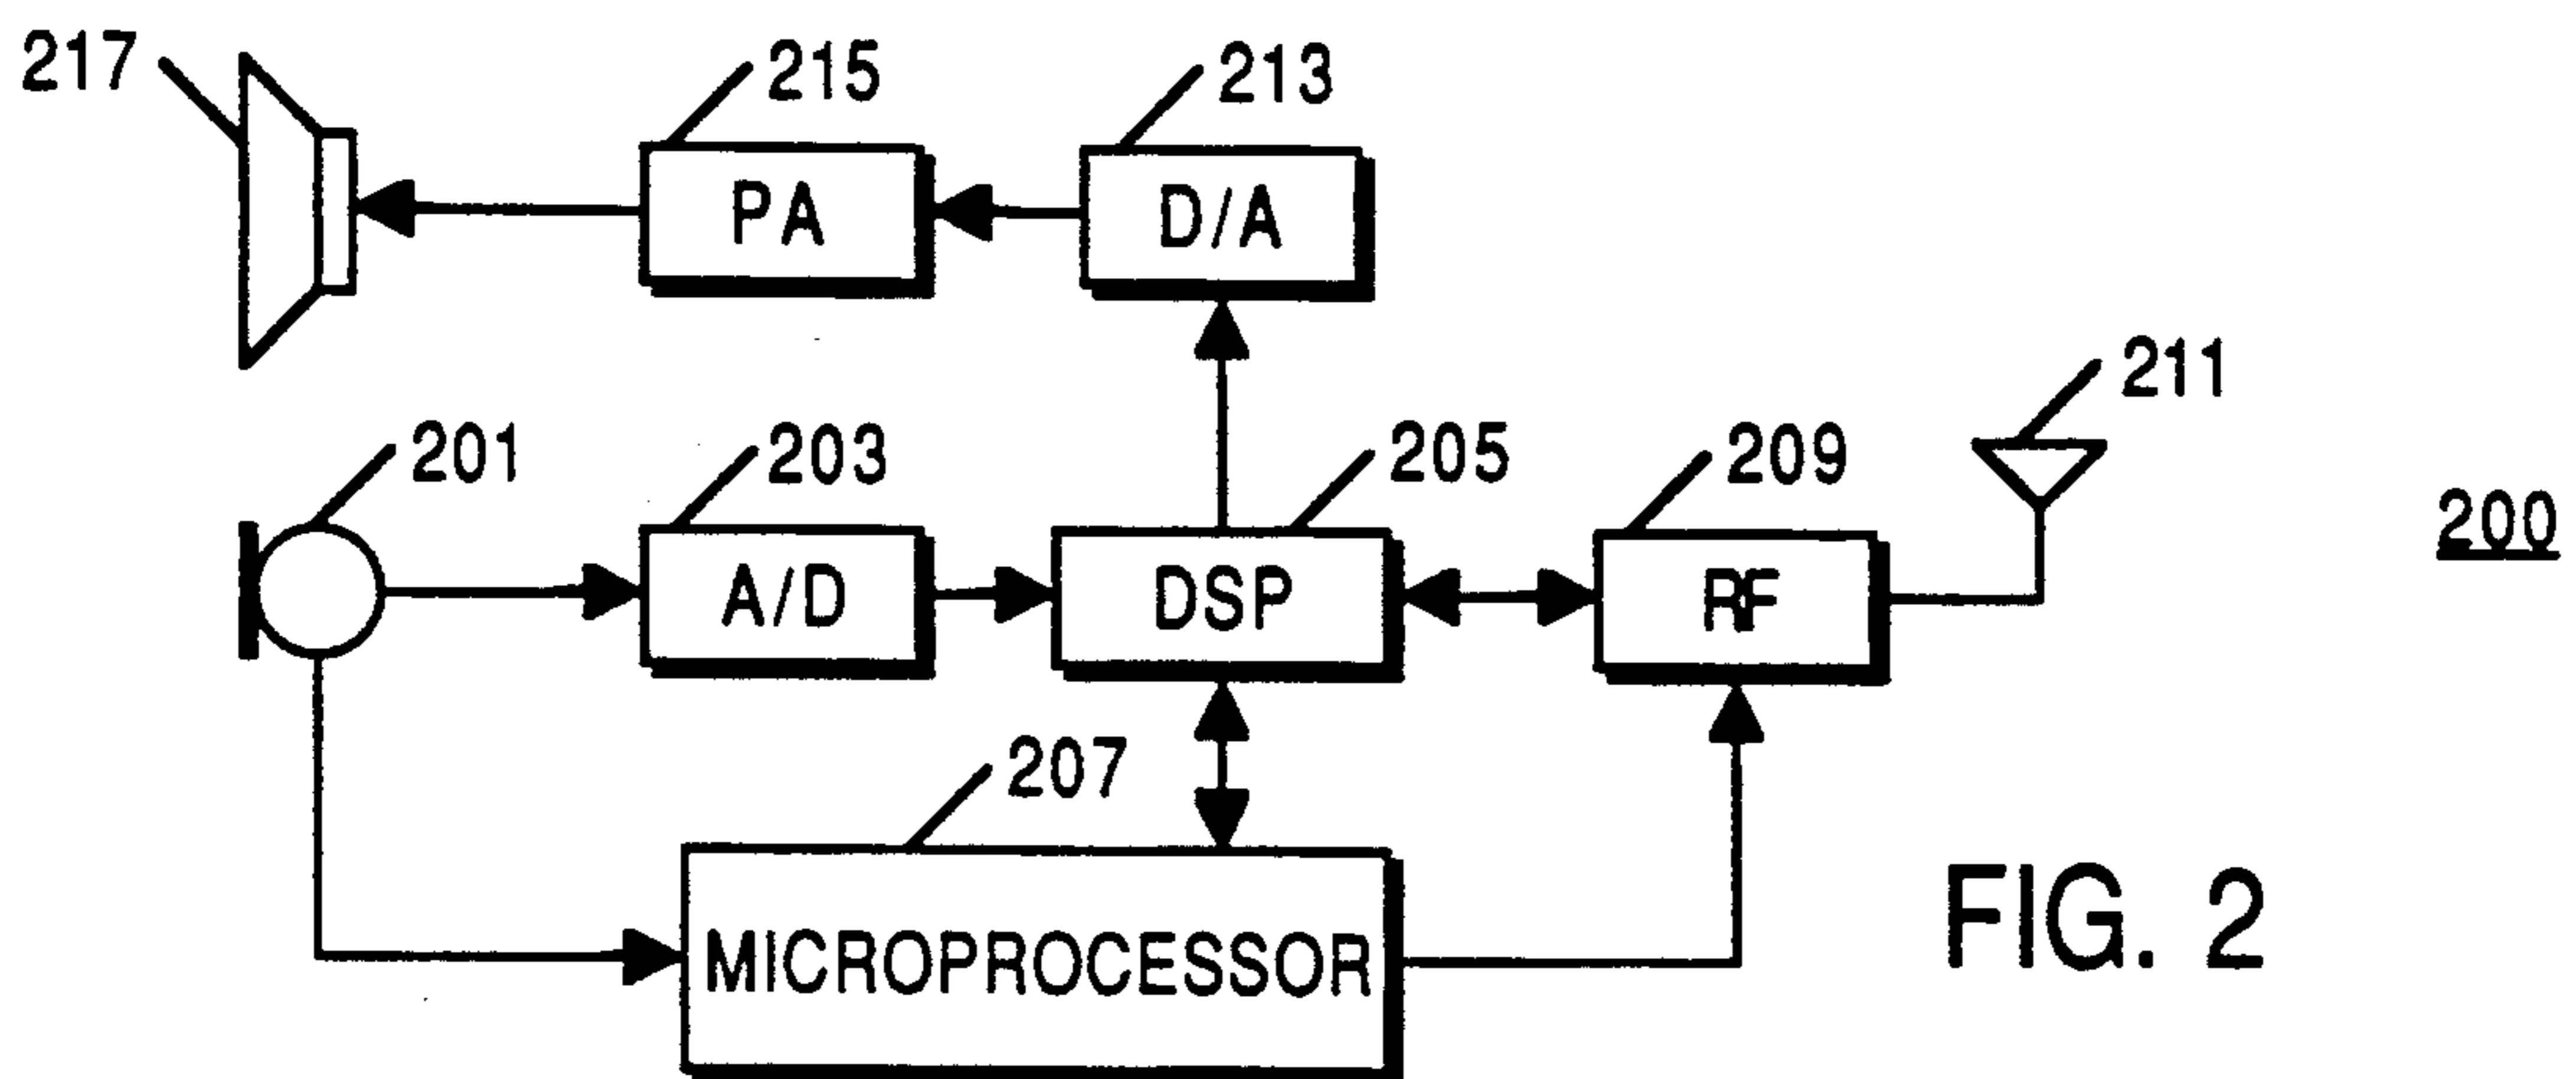 217
215
213
PA
D/A
211
201
203
205
209
200
A/D
DSP
RF
207
MICROPROCESSOR
FIG. 2